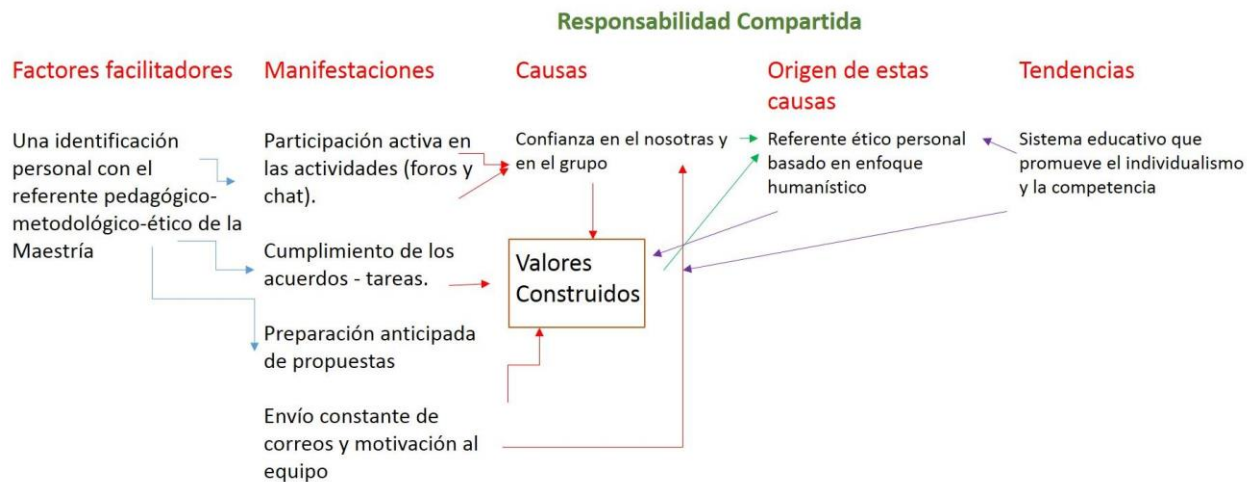 Responsabilidad Compartida
Factores facilitadores
Manifestaciones
Causas
Origen de estas
causas
Tendencias
Una identificación
personal con el
referente pedagógico-
metodológico-ético de la
Maestría
Participación activa en
las actividades (foros y
chat).
Cumplimiento de los
acuerdos - tareas.
Preparación anticipada
de propuestas
Envío constante de
correos y motivación al
equipo
Confianza en el nosotras y
en el grupo
Valores
Construidos
Referente ético personal
basado en enfoque
humanístico
Sistema educativo que
promueve el individualismo
y la competencia